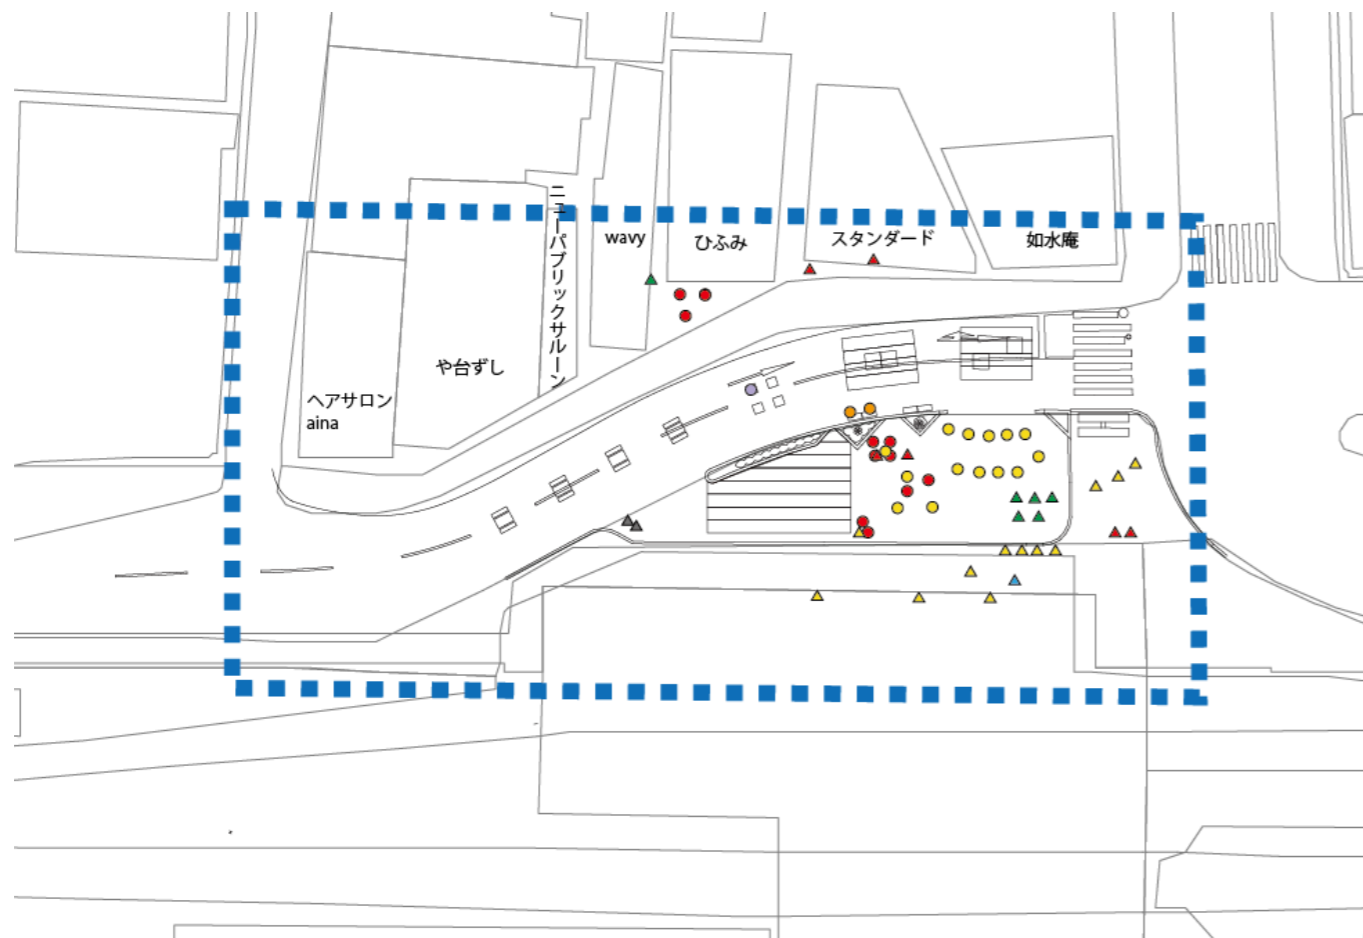 ニューパブリックサルーン
wavy
ひふみ
スタンダード
如水庵
や台ずし
ヘアサロン
aina